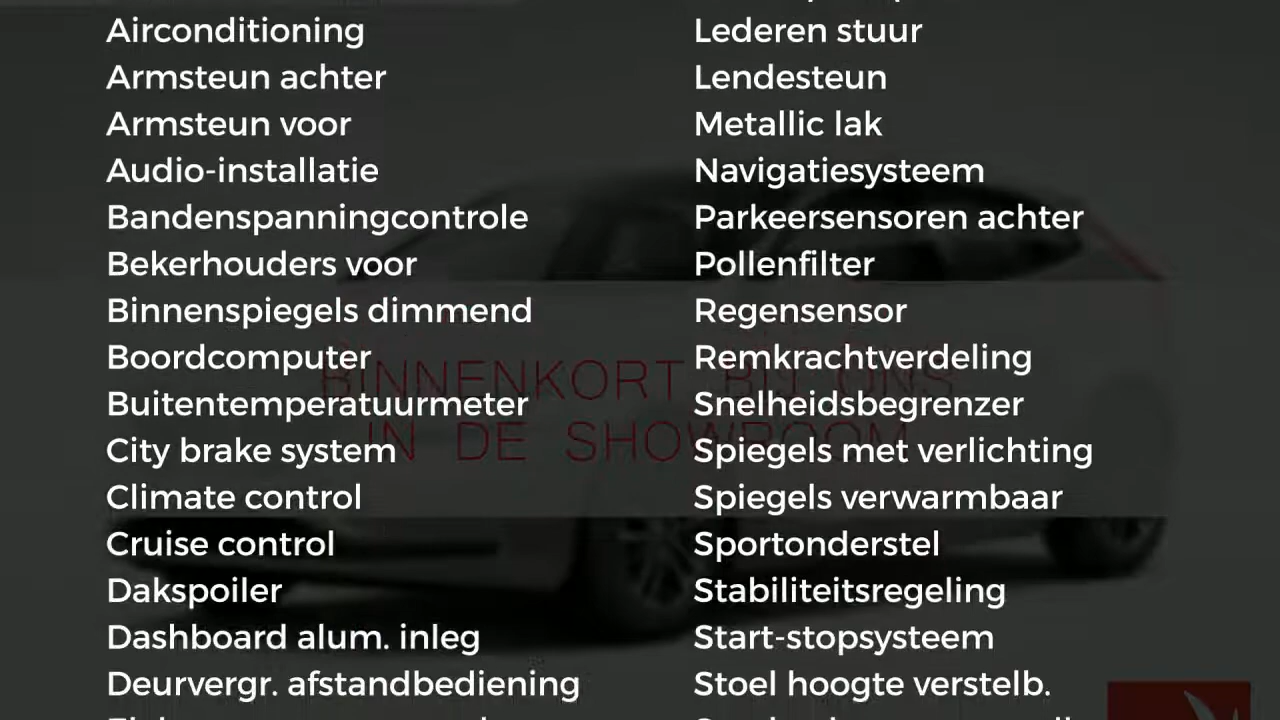 Airconditioning
Armsteun achter
Armsteun voor
Audio-installatie
Bandenspanningcontrole
Bekerhouders voor
Binnenspiegels dimmend
Boordcomputer
Buitentemperatuurmeter
City brake system
Climate control
Cruise control
Dakspoiler
Dashboard alum. inleg
Deurvergr. afstandbediening
Lederen stuur
Lendesteun
Metallic lak
Navigatiesysteem
Parkeersensoren achter
Pollenfilter
Regensensor
Remkrachtverdeling
Snelheidsbegrenzer
Spiegels met verlichting
Spiegels verwarmbaar
Sportonderstel
Stabiliteitsregeling
Start-stopsysteem
Stoel hoogte verstelb.
BINNENKORT BIJ ONS
IN DE SHOWROOM